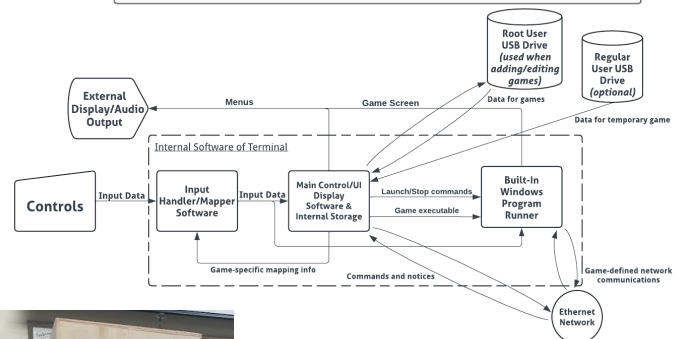 Root User
USB Drive
(used when
adding/editing
games)
Regular
User USB
Drive
(optional)
External
Display/Audio
Output
Menus
Game Screen
Data for games
Data for temporary game
Internal Software of Terminal
Controls
Input Data
Input
Handler/Mapper
Software
Input Data
Main Control/UI
Display
Software &
Internal Storage
Launch/Stop commands
Game executable
Built-In
Windows
Program
Runner
Game-specific mapping info
Commands and notices
Game-defined network
communications
Ethernet
Network